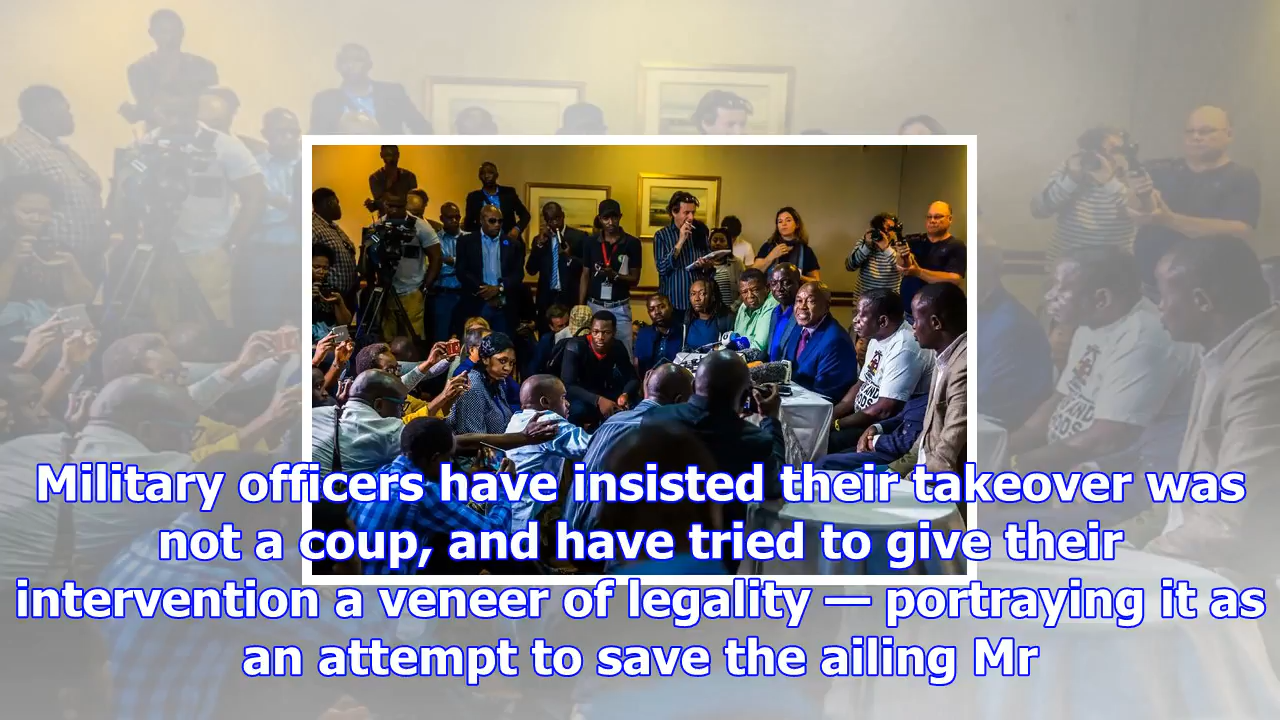 Military officers have insisted their takeover was
not a coup, and have tried to give their
intervention a veneer of legality — portraying it as
an attempt to save the ailing Mr